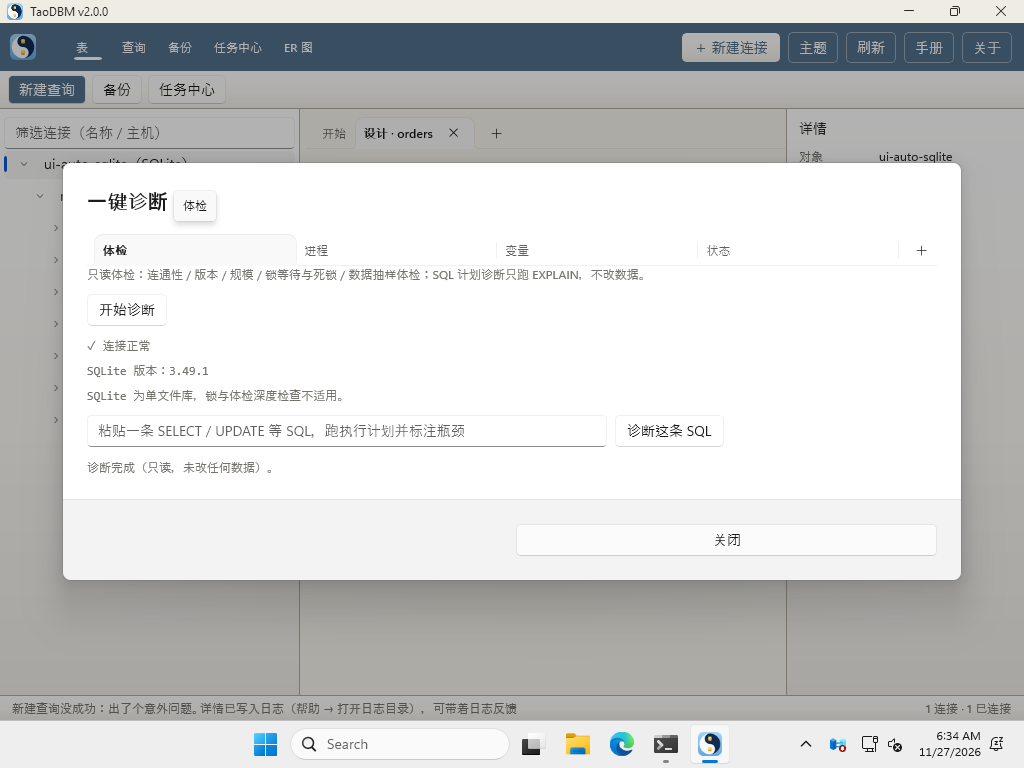 TaoDBM v2.0.0
表 查询 备份 任务中心 ER 图 + 新建连接 主题 刷新 手册 关于
新建查询 备份 任务中心
筛选连接（名称 / 主机）
开始 设计 · orders
详情
ui-auto-sqlite（SQLite）
对象 ui-auto-sqlite
一键诊断 体检
体检 进程 变量 状态
只读体检：连通性 / 版本 / 规模 / 锁等待与死锁 / 数据抽样体检；SQL 计划诊断只跑 EXPLAIN，不改数据。
开始诊断
✓ 连接正常
SQLite 版本：3.49.1
SQLite 为单文件库，锁与体检深度检查不适用。
粘贴一条 SELECT / UPDATE 等 SQL，跑执行计划并标注瓶颈 诊断这条 SQL
诊断完成（只读，未改任何数据）。
关闭
新建查询没成功：出了个意外问题。详情已写入日志（帮助 → 打开日志目录），可带着日志反馈 1 连接 · 1 已连接
Search
6:34 AM
11/27/2026